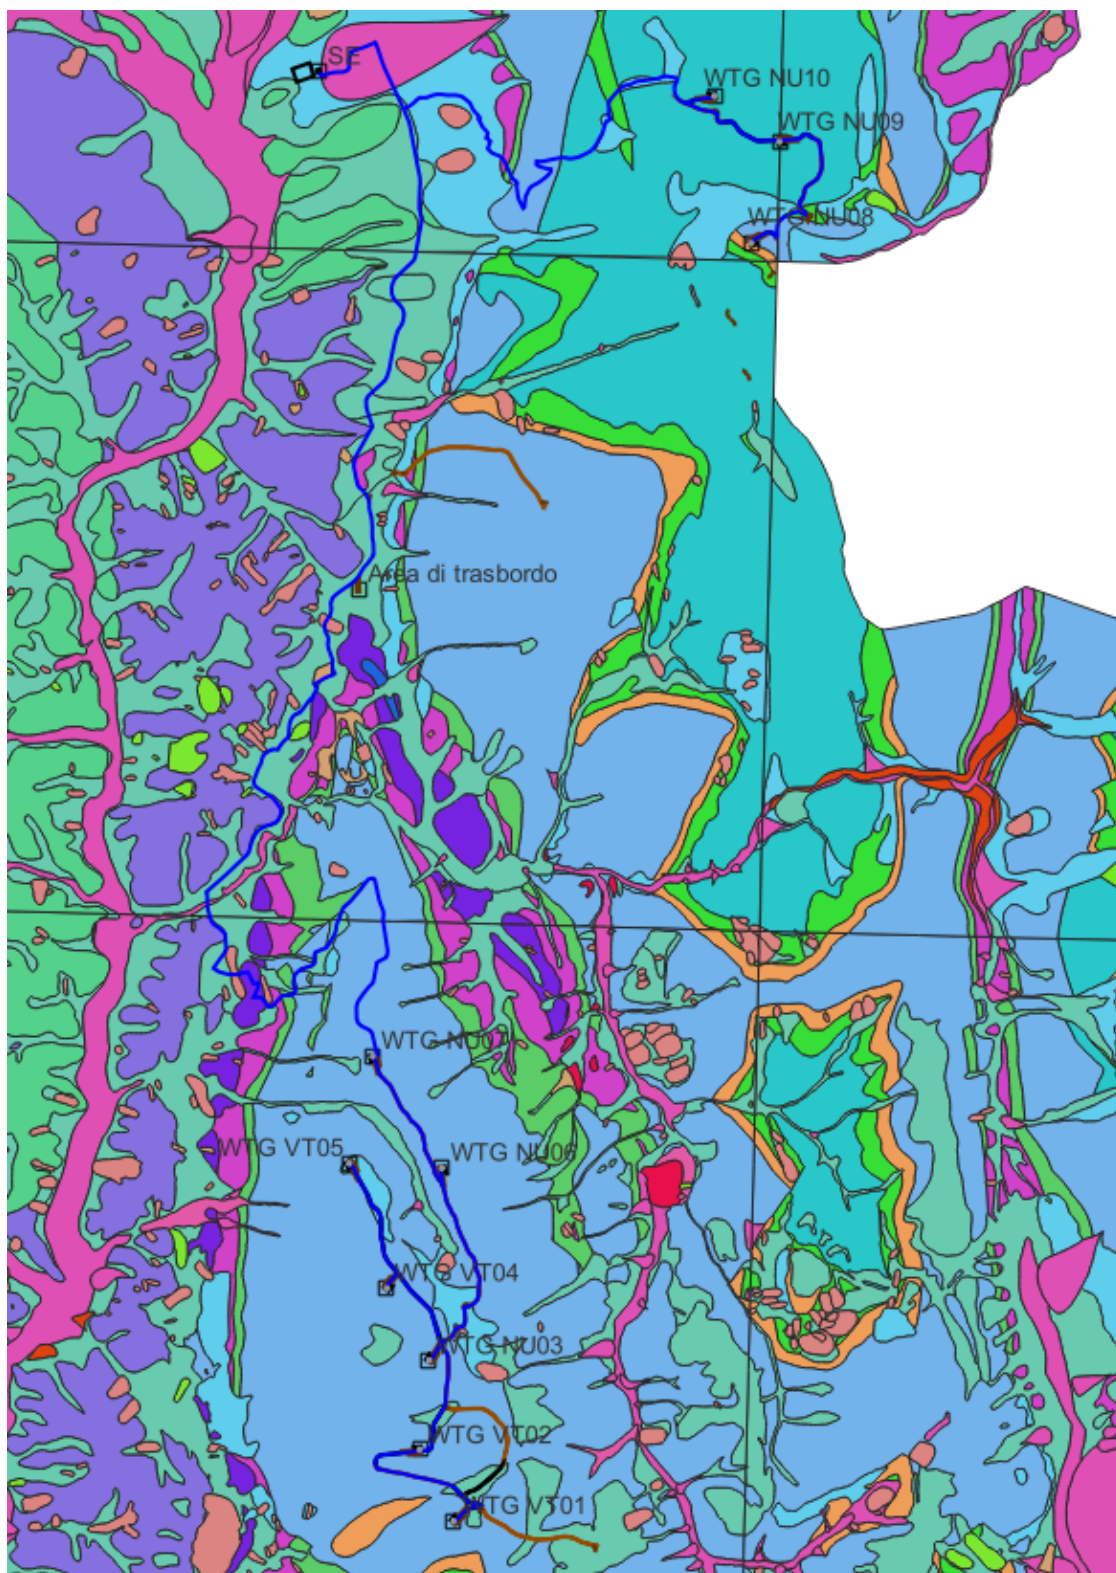 SE
WTG NU10
WTG NU09
WTG NU08
Area di trasbordo
WTG NU07
WTG VT05
WTG NU06
WTG VT04
WTG NU03
WTG VT02
WTG VT01